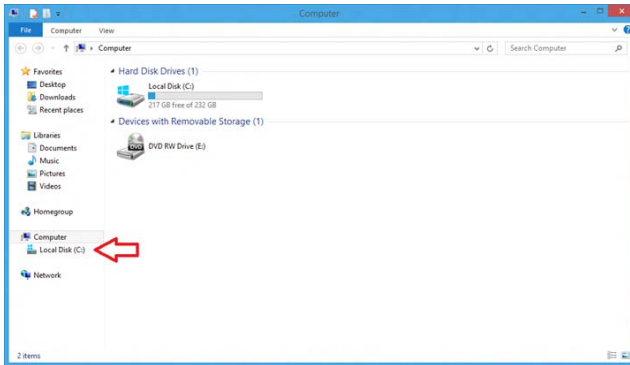 Computer
File Computer View
Computer
Search Computer
Favorites
Desktop
Downloads
Recent places
Libraries
Documents
Music
Pictures
Videos
Homegroup
Computer
Local Disk (C:)
Network
Hard Disk Drives (1)
Local Disk (C:)
217 GB free of 232 GB
Devices with Removable Storage (1)
DVD
DVD RW Drive (E:)
2 items